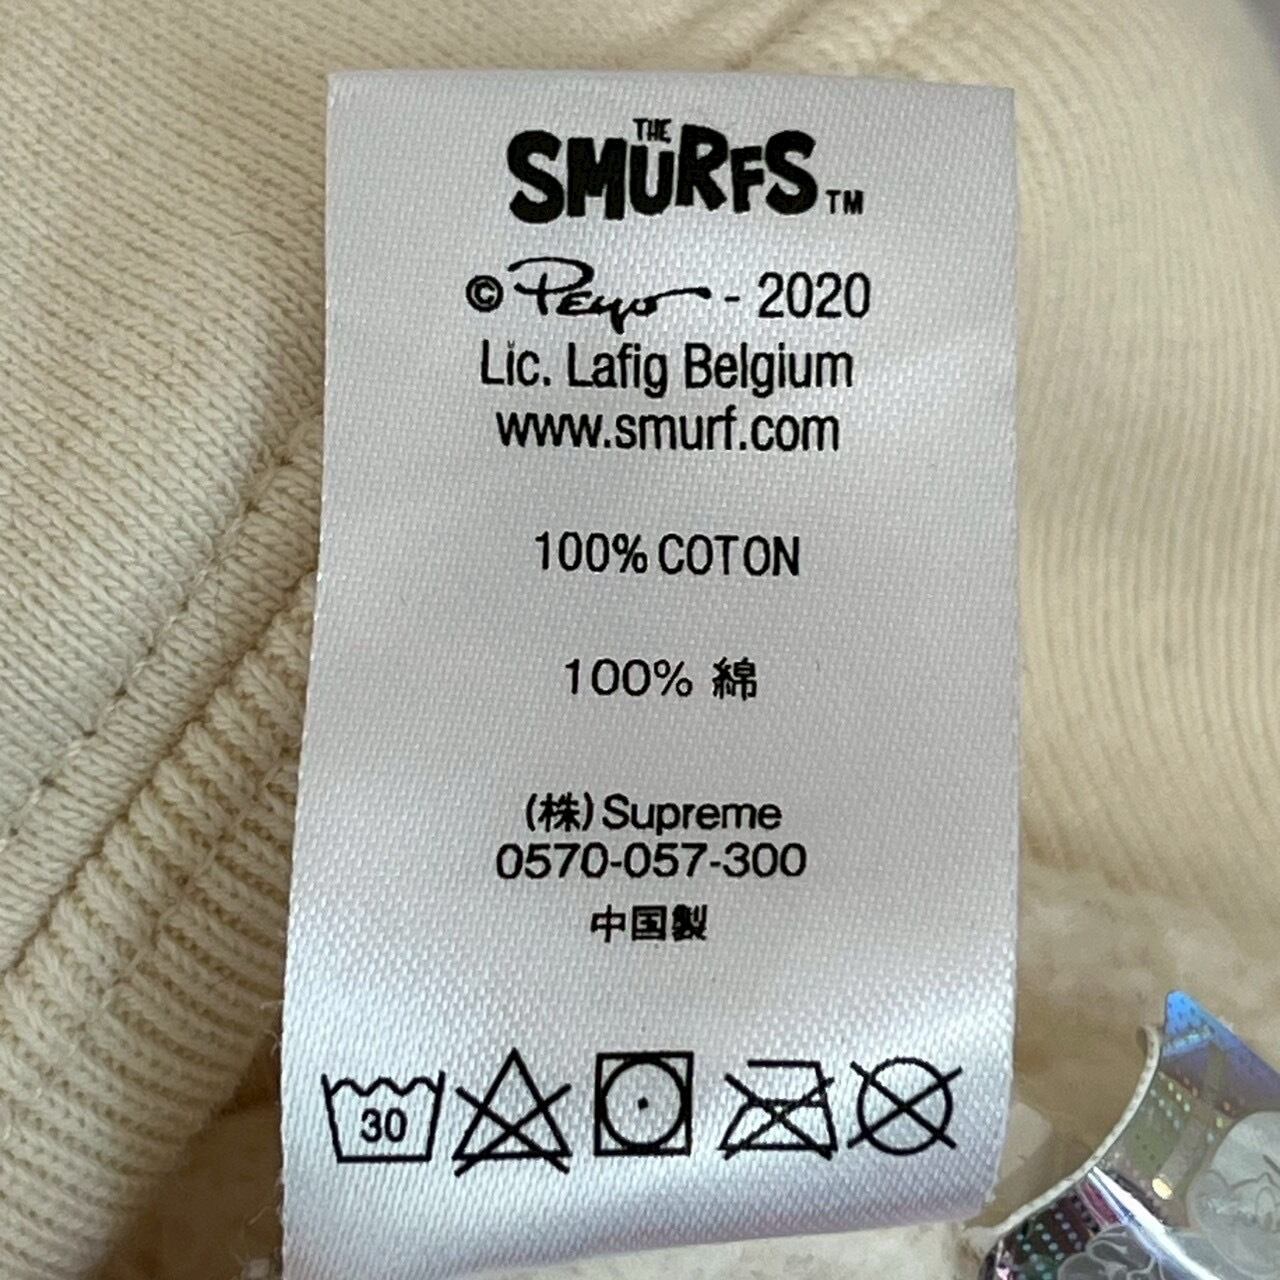 THE
SMURFS™
© Peyo - 2020
Lic. Lafig Belgium
www.smurf.com
100% COTON
100% 綿
(株)Supreme
0570-057-300
中国製
30